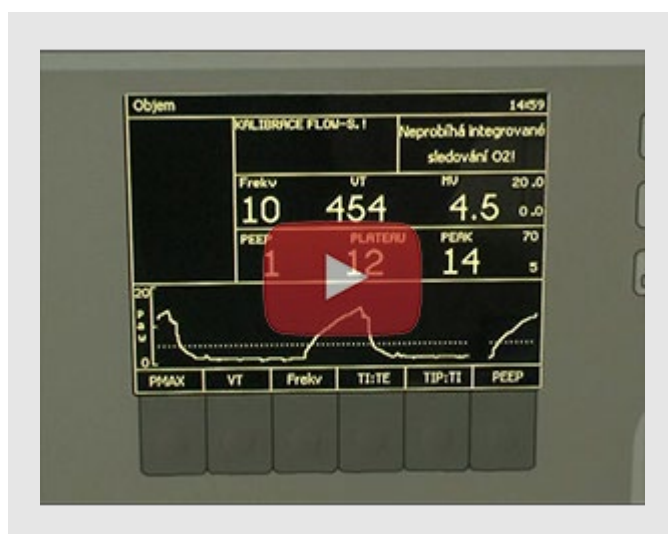 Objem 14:59
KALIBRACE FLOW-S. !
Neprobíhá integrované
sledování O2!
Frekv VT MV 20.0
10 454 4.5 0.0
PEEP PLATEAU PEAK 70
1 12 14 5
20
Paw
0
PMAX VT Frekv TI:TE TIP:TI PEEP